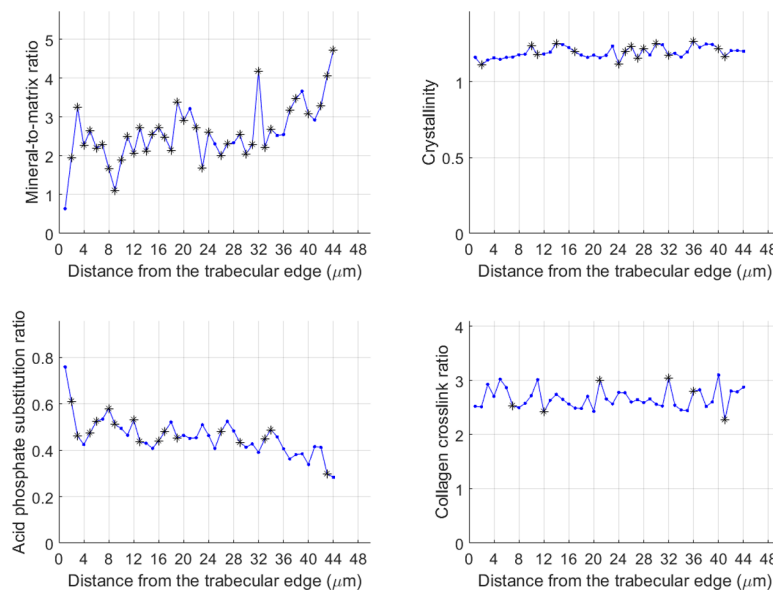 Mineral-to-matrix ratio
5
4
3
2
1
0
0 4 8 12 16 20 24 28 32 36 40 44 48
Distance from the trabecular edge (μm)
Crystallinity
1
0.5
0
0 4 8 12 16 20 24 28 32 36 40 44 48
Distance from the trabecular edge (μm)
Acid phosphate substitution ratio
0.8
0.6
0.4
0.2
0
0 4 8 12 16 20 24 28 32 36 40 44 48
Distance from the trabecular edge (μm)
Collagen crosslink ratio
4
3
2
1
0
0 4 8 12 16 20 24 28 32 36 40 44 48
Distance from the trabecular edge (μm)